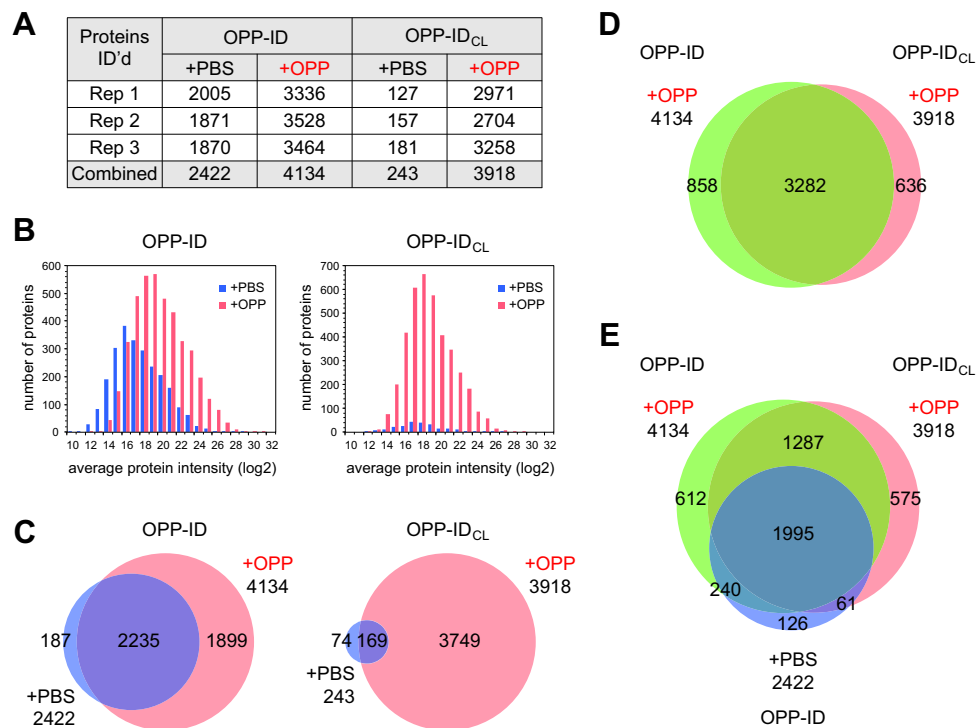 A
Proteins ID'd OPP-ID OPP-IDCL
+PBS +OPP +PBS +OPP
Rep 1 2005 3336 127 2971
Rep 2 1871 3528 157 2704
Rep 3 1870 3464 181 3258
Combined 2422 4134 243 3918
B
OPP-ID
number of proteins
600
500
400
300
200
100
0
+PBS
+OPP
10 12 14 16 18 20 22 24 26 28 30 32
average protein intensity (log2)
OPP-IDCL
number of proteins
700
600
500
400
300
200
100
0
+PBS
+OPP
10 12 14 16 18 20 22 24 26 28 30 32
average protein intensity (log2)
C
OPP-ID
+OPP
4134
187 2235 1899
+PBS
2422
OPP-IDCL
+OPP
3918
74 169 3749
+PBS
243
D
OPP-ID OPP-IDCL
+OPP +OPP
4134 3918
858 3282 636
E
OPP-ID OPP-IDCL
+OPP +OPP
4134 3918
1287
612 575
1995
240 61
126
+PBS
2422
OPP-ID